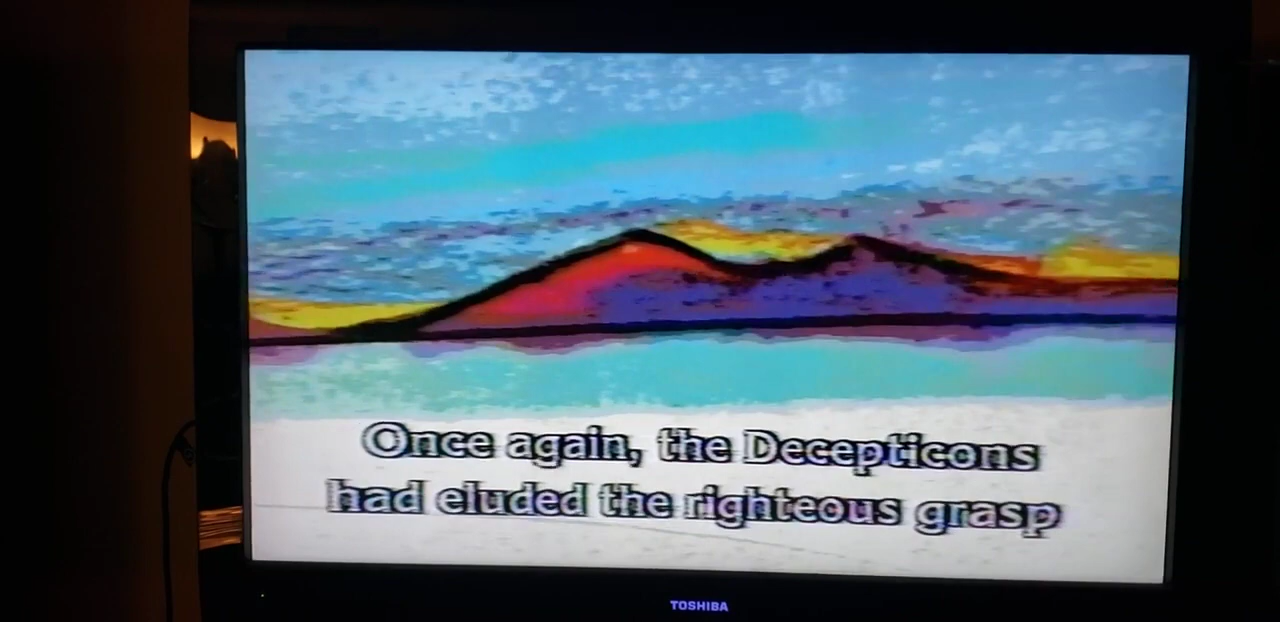 Once again, the Decepticons
had eluded the righteous grasp
TOSHIBA